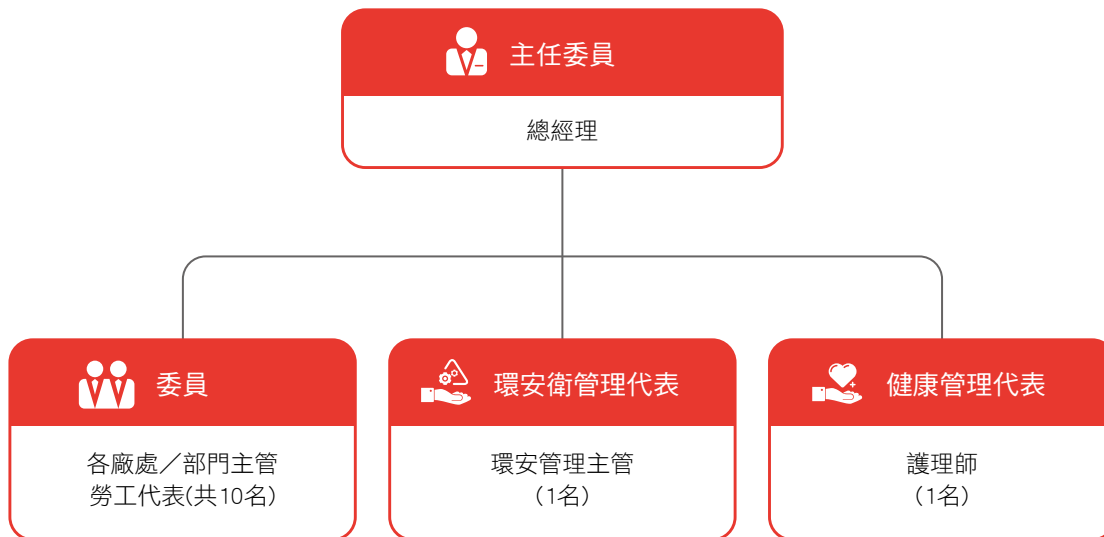 主任委員
總經理
委員
各廠處／部門主管
勞工代表(共10名)
環安衛管理代表
環安管理主管
（1名）
健康管理代表
護理師
（1名）